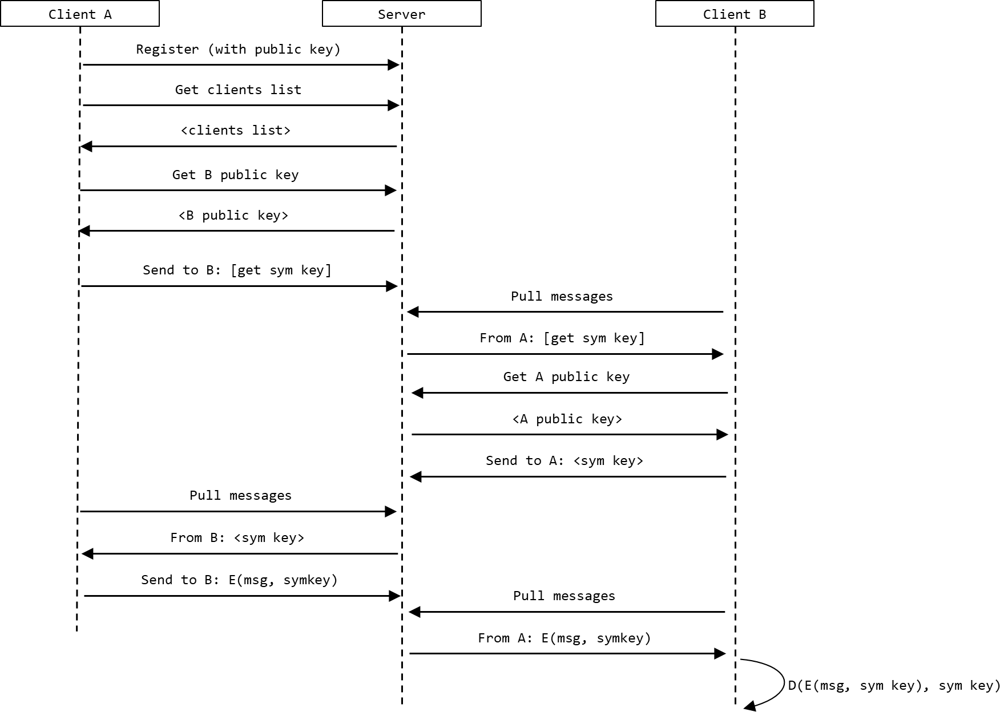 Client A
Server
Client B
Register (with public key)
Get clients list
<clients list>
Get B public key
<B public key>
Send to B: [get sym key]
Pull messages
From A: [get sym key]
Get A public key
<A public key>
Send to A: <sym key>
Pull messages
From B: <sym key>
Send to B: E(msg, symkey)
Pull messages
From A: E(msg, symkey)
D(E(msg, sym key), sym key)